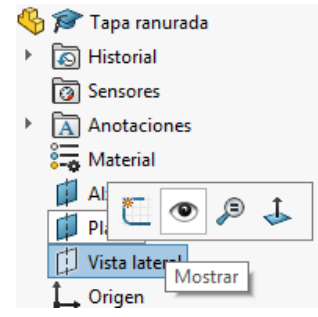 Tapa ranurada
Historial
Sensores
A Anotaciones
Material
Vista lateral
Mostrar
Origen